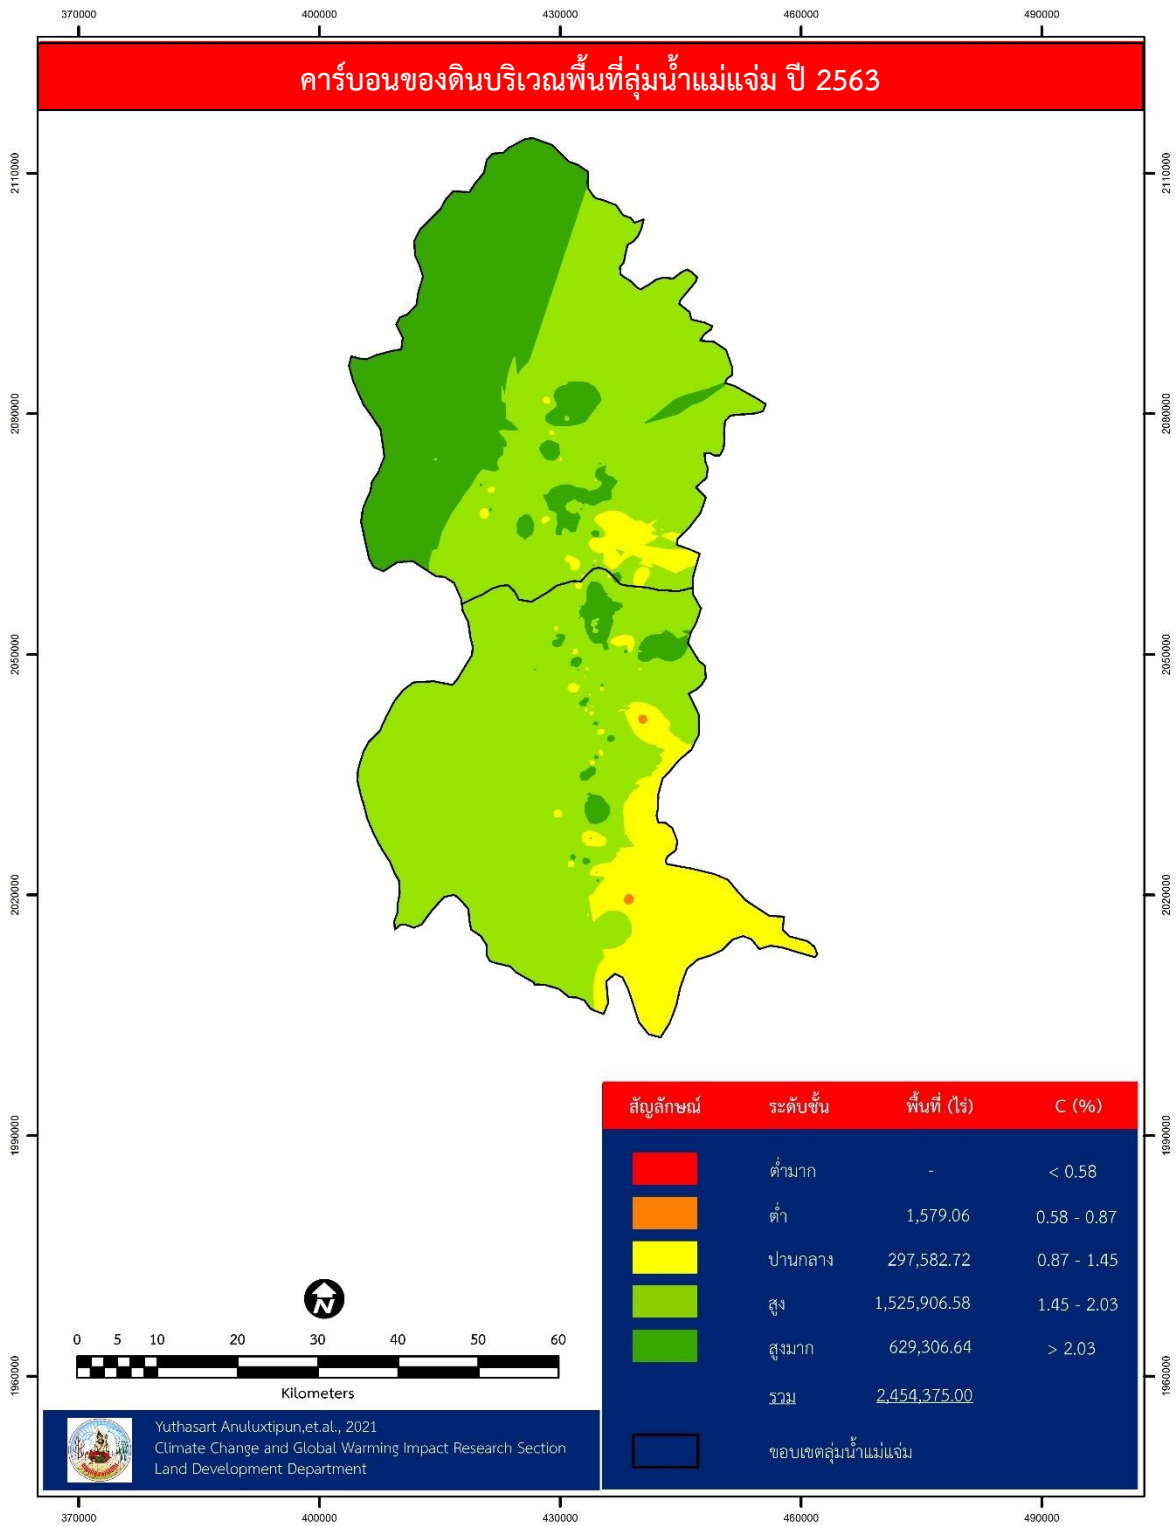 370000 400000 430000 460000 490000
คาร์บอนของดินบริเวณพื้นที่ลุ่มน้ำแม่แจ่ม ปี 2563
2110000 2110000
2080000 2080000
2050000 2050000
2020000 2020000
1990000 1990000
1960000 1960000
สัญลักษณ์ ระดับชั้น พื้นที่ (ไร่) C (%)
ต่ำมาก - < 0.58
ต่ำ 1,579.06 0.58 - 0.87
ปานกลาง 297,582.72 0.87 - 1.45
สูง 1,525,906.58 1.45 - 2.03
สูงมาก 629,306.64 > 2.03
รวม 2,454,375.00
ขอบเขตลุ่มน้ำแม่แจ่ม
N
0 5 10 20 30 40 50 60
Kilometers
Yuthasart Anuluxtipun,et.al., 2021
Climate Change and Global Warming Impact Research Section
Land Development Department
370000 400000 430000 460000 490000